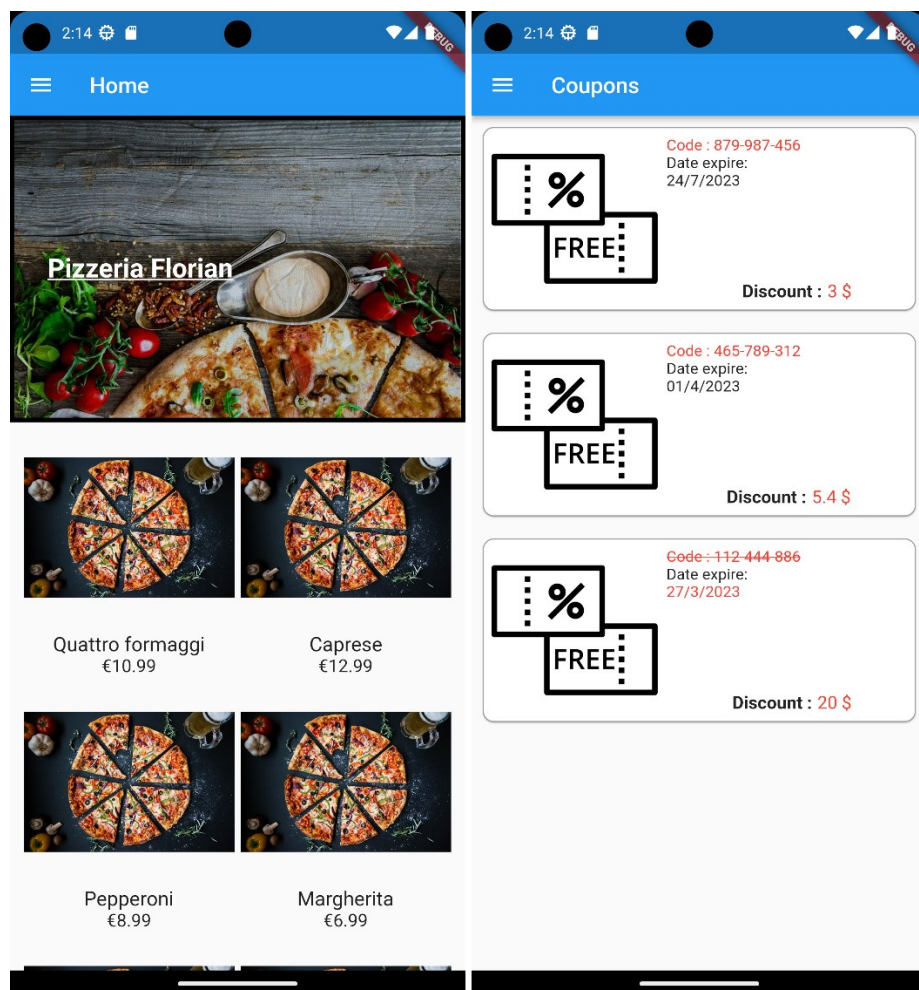 2:14
DEBUG
Home
Pizzeria Florian
Quattro formaggi
€10.99
Caprese
€12.99
Pepperoni
€8.99
Margherita
€6.99
2:14
DEBUG
Coupons
%
FREE
Code : 879-987-456
Date expire:
24/7/2023
Discount : 3 $
%
FREE
Code : 465-789-312
Date expire:
01/4/2023
Discount : 5.4 $
%
FREE
Code : 112-444-886
Date expire:
27/3/2023
Discount : 20 $